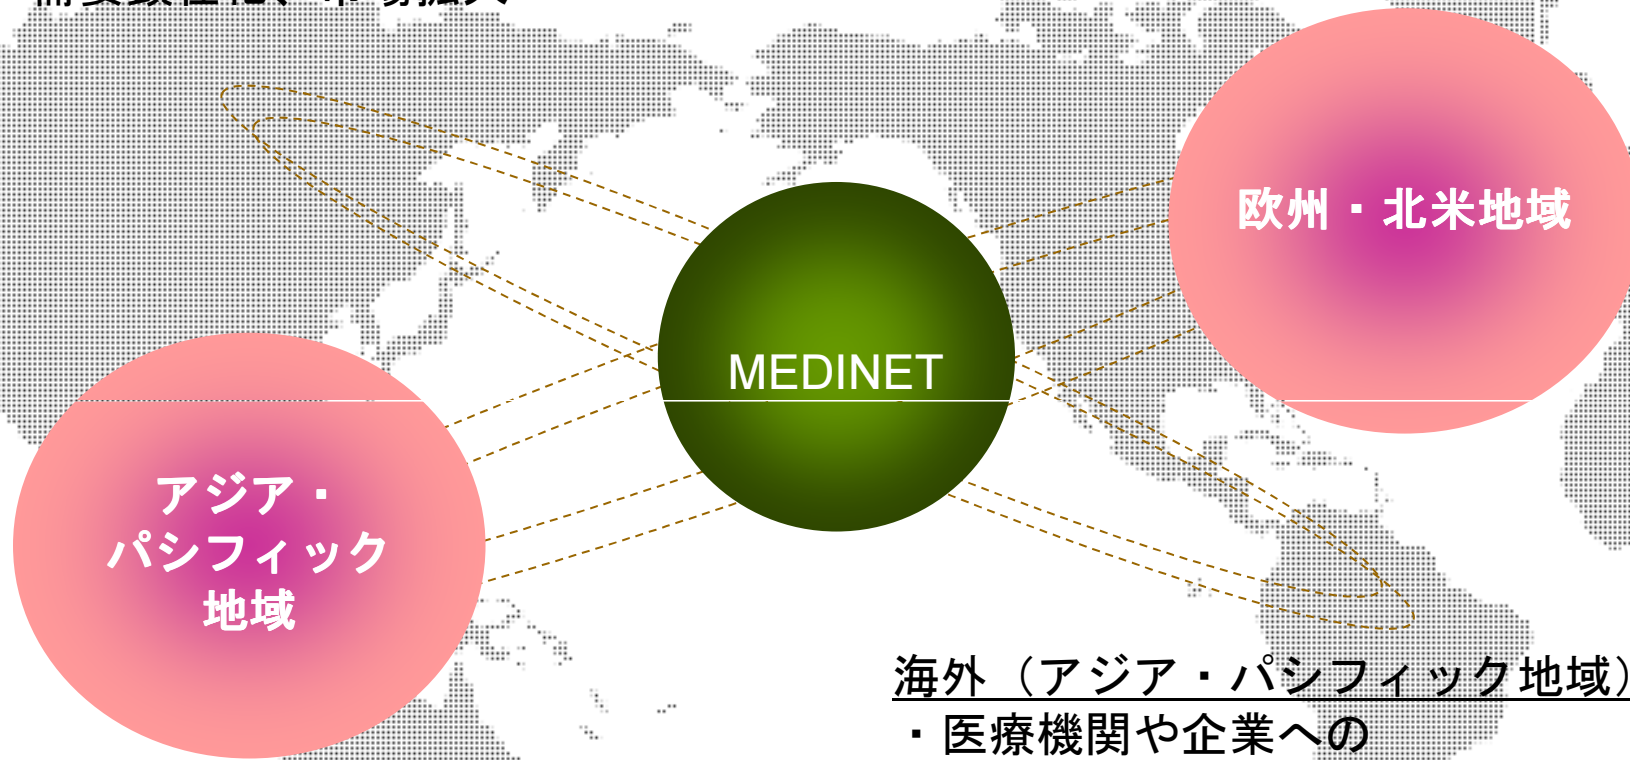 欧州・北米地域
MEDINET
アジア・
パシフィック
地域
海外（アジア・パシフィック地域）
・医療機関や企業への